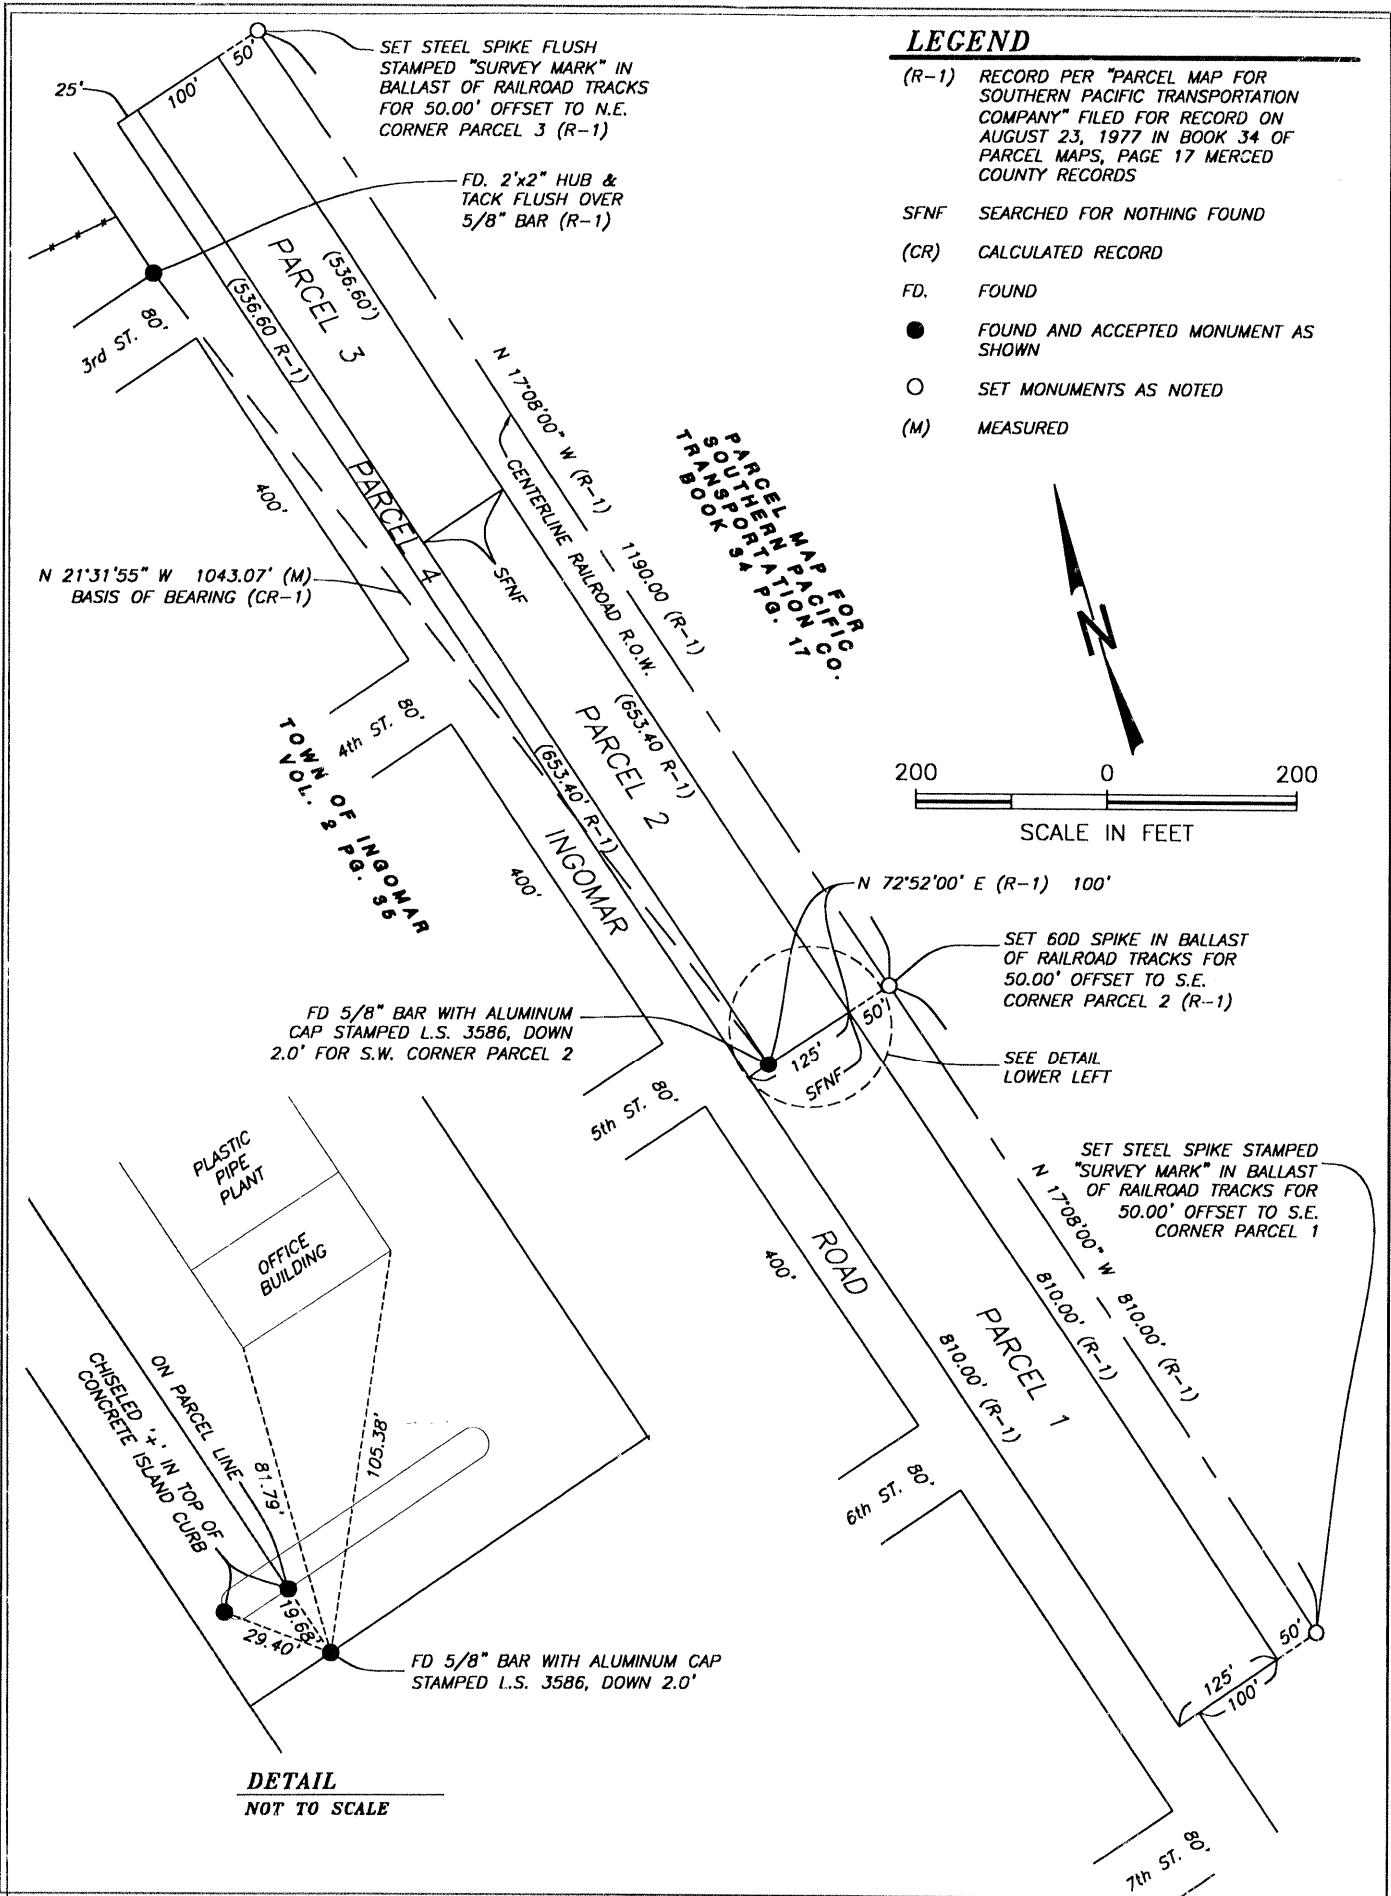 SET STEEL SPIKE FLUSH
STAMPED "SURVEY MARK" IN
BALLAST OF RAILROAD TRACKS
FOR 50.00' OFFSET TO N.E.
CORNER PARCEL 3 (R-1)
50'
100'
25'
FD. 2'x2" HUB &
TACK FLUSH OVER
5/8" BAR (R-1)
LEGEND
(R-1) RECORD PER "PARCEL MAP FOR
SOUTHERN PACIFIC TRANSPORTATION
COMPANY" FILED FOR RECORD ON
AUGUST 23, 1977 IN BOOK 34 OF
PARCEL MAPS, PAGE 17 MERCED
COUNTY RECORDS
SFNF SEARCHED FOR NOTHING FOUND
(CR) CALCULATED RECORD
FD. FOUND
FOUND AND ACCEPTED MONUMENT AS
SHOWN
SET MONUMENTS AS NOTED
(M) MEASURED
PARCEL 3
(536.60')
(536.60 R-1)
3rd ST. 80'
N 17°08'00" W (R-1)
1190.00 (R-1)
CENTERLINE RAILROAD R.O.W.
PARCEL MAP FOR
SOUTHERN PACIFIC
TRANSPORTATION CO.
BOOK 34 PG. 17
PARCEL 4
400'
SFNF
N 21°31'55" W 1043.07' (M)
BASIS OF BEARING (CR-1)
N
TOWN OF INGOMAR
VOL. 2 PG. 35
4th ST. 80'
(653.40 R-1)
PARCEL 2
(653.40' R-1)
200 0 200
SCALE IN FEET
INGOMAR
400'
N 72°52'00' E (R-1) 100'
SET 60D SPIKE IN BALLAST
OF RAILROAD TRACKS FOR
50.00' OFFSET TO S.E.
CORNER PARCEL 2 (R-1)
FD 5/8" BAR WITH ALUMINUM
CAP STAMPED L.S. 3586, DOWN
2.0' FOR S.W. CORNER PARCEL 2
50'
125'
SFNF
SEE DETAIL
LOWER LEFT
5th ST. 80'
SET STEEL SPIKE STAMPED
"SURVEY MARK" IN BALLAST
OF RAILROAD TRACKS FOR
50.00' OFFSET TO S.E.
CORNER PARCEL 1
N 17°08'00" W 810.00' (R-1)
810.00' (R-1)
ROAD
400'
PARCEL 1
810.00' (R-1)
6th ST. 80'
50'
125'
100'
7th ST. 80'
PLASTIC
PIPE
PLANT
OFFICE
BUILDING
ON PARCEL LINE
CHISELED '+' IN TOP OF
CONCRETE ISLAND CURB
81.79'
105.38'
19.68'
29.40'
FD 5/8" BAR WITH ALUMINUM CAP
STAMPED L.S. 3586, DOWN 2.0'
DETAIL
NOT TO SCALE